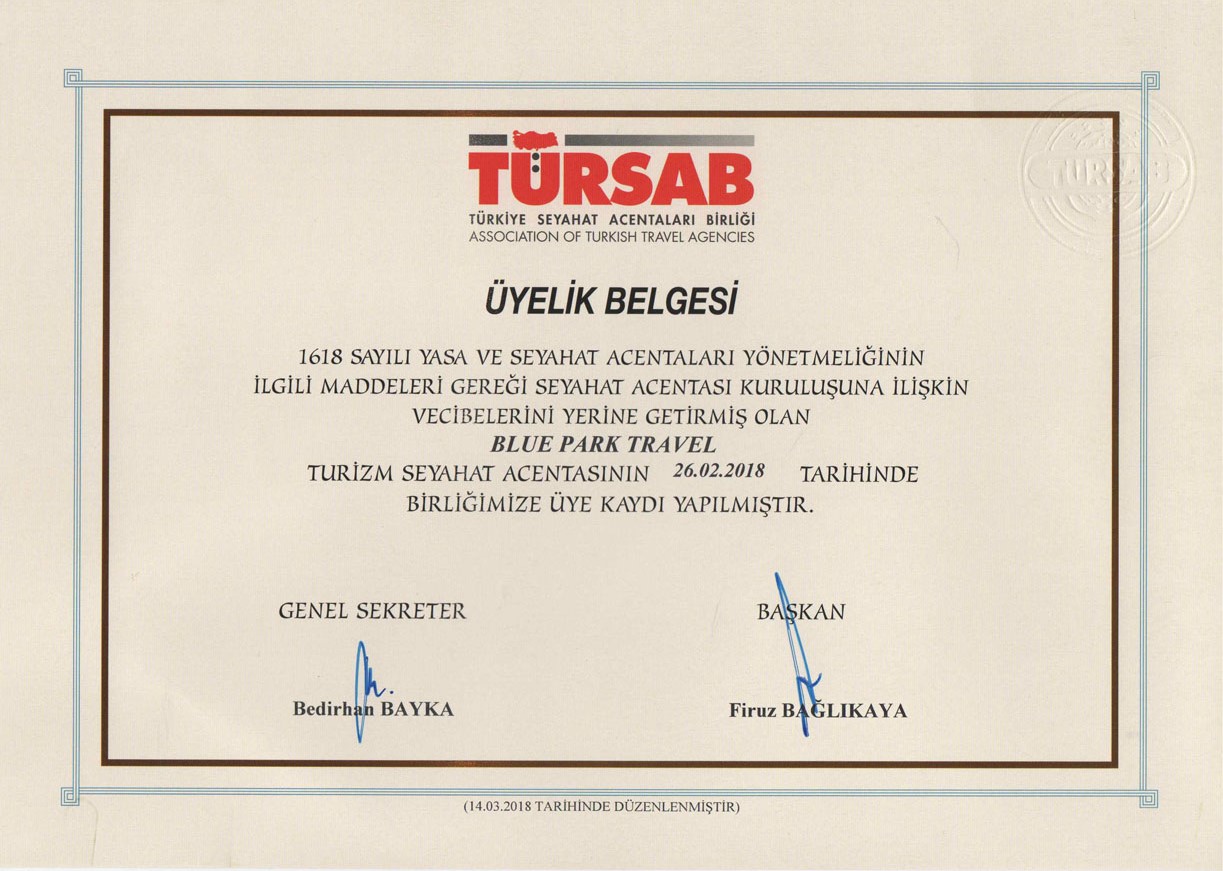 TÜRSAB
TÜRKİYE SEYAHAT ACENTALARI BİRLİĞİ
ASSOCIATION OF TURKISH TRAVEL AGENCIES
TURSAB
ÜYELİK BELGESİ
1618 SAYILI YASA VE SEYAHAT ACENTALARI YÖNETMELİĞİNİN
İLGİLİ MADDELERİ GEREĞİ SEYAHAT ACENTASI KURULUŞUNA İLİŞKİN
VECİBELERİNİ YERİNE GETİRMİŞ OLAN
BLUE PARK TRAVEL
TURİZM SEYAHAT ACENTASININ 26.02.2018 TARİHİNDE
BİRLİĞİMİZE ÜYE KAYDI YAPILMIŞTIR.
GENEL SEKRETER BAŞKAN
Bedirhan BAYKA Firuz BAĞLIKAYA
(14.03.2018 TARİHİNDE DÜZENLENMİŞTİR)